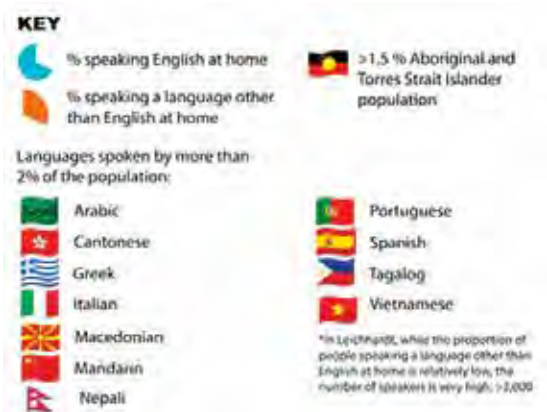 KEY
% speaking English at home
% speaking a language other
than English at home
>1.5 % Aboriginal and
Torres Strait Islander
population
Languages spoken by more than
2% of the population:
Arabic
Cantonese
Greek
Italian
Macedonian
Mandarin
Nepali
Portuguese
Spanish
Tagalog
Vietnamese
*In Leichhardt, while the proportion of
people speaking a language other than
English at home is relatively low, the
number of speakers is very high, >2,000